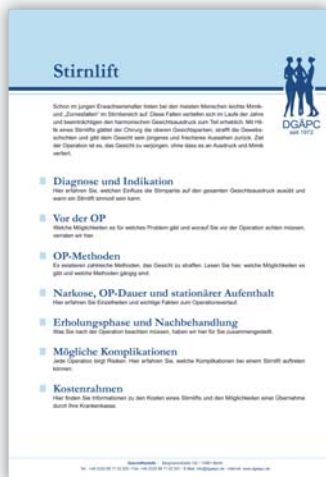 Stirnlift
DGÄPC
seit 1972
Schon im jungen Erwachsenenalter treten bei den meisten Menschen leichte Mimik-
und „Zornesfalten“ im Stirnbereich auf. Diese Falten vertiefen sich im Laufe der Jahre
und beeinträchtigen den harmonischen Gesichtsausdruck zum Teil erheblich. Mit Hil-
fe eines Stirnlifts glättet der Chirurg die oberen Gesichtspartien, strafft die Gewebe-
schichten und gibt dem Gesicht sein jüngeres und frischeres Aussehen zurück. Ziel
der Operation ist es, das Gesicht zu verjüngen, ohne dass es an Ausdruck und Mimik
verliert.
Diagnose und Indikation
Hier erfahren Sie, welchen Einfluss die Stirnpartie auf den gesamten Gesichtsausdruck ausübt und
wann ein Stirnlift sinnvoll sein kann.
Vor der OP
Welche Möglichkeiten es für welches Problem gibt und worauf Sie vor der Operation achten müssen,
verraten wir hier.
OP-Methoden
Es existieren zahlreiche Methoden, das Gesicht zu straffen. Lesen Sie hier, welche Möglichkeiten es
gibt und welche Methoden gängig sind.
Narkose, OP-Dauer und stationärer Aufenthalt
Hier erfahren Sie Einzelheiten und wichtige Fakten zum Operationsverlauf.
Erholungsphase und Nachbehandlung
Was Sie nach der Operation beachten müssen, haben wir hier für Sie zusammengestellt.
Mögliche Komplikationen
Jede Operation birgt Risiken. Hier erfahren Sie, welche Komplikationen bei einem Stirnlift auftreten
können.
Kostenrahmen
Hier finden Sie Informationen zu den Kosten eines Stirnlifts und den Möglichkeiten einer Übernahme
durch Ihre Krankenkasse.